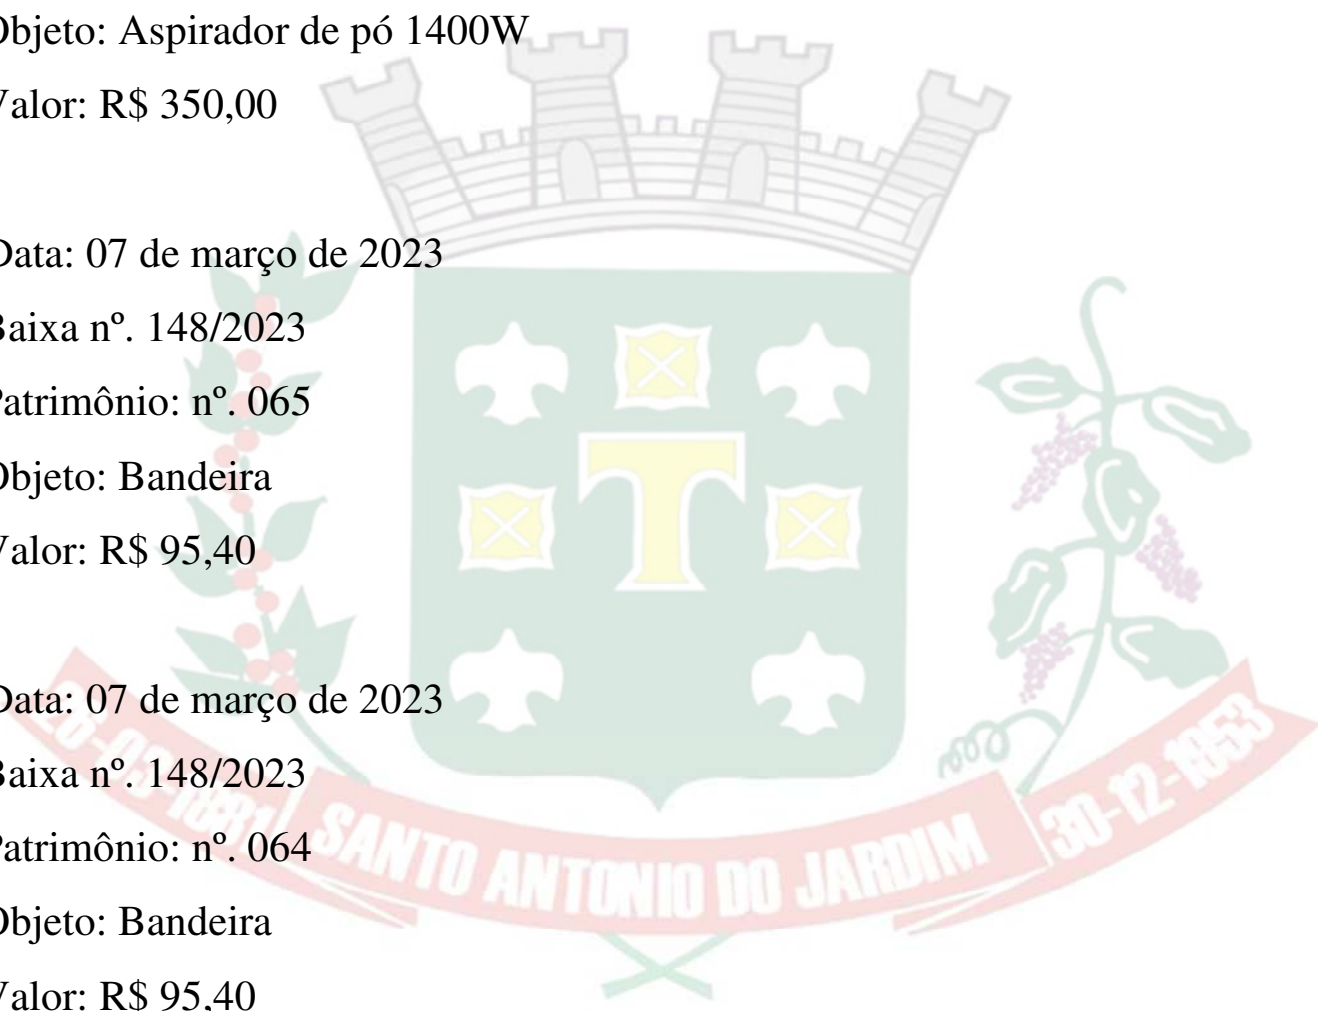 Objeto: Aspirador de pó 1400W
Valor: R$ 350,00
Data: 07 de março de 2023
Baixa nº. 148/2023
Patrimônio: nº. 065
Objeto: Bandeira
Valor: R$ 95,40
Data: 07 de março de 2023
Baixa nº. 148/2023
Patrimônio: nº. 064
Objeto: Bandeira
Valor: R$ 95,40
SANTO ANTONIO DO JARDIM
30-12-1953